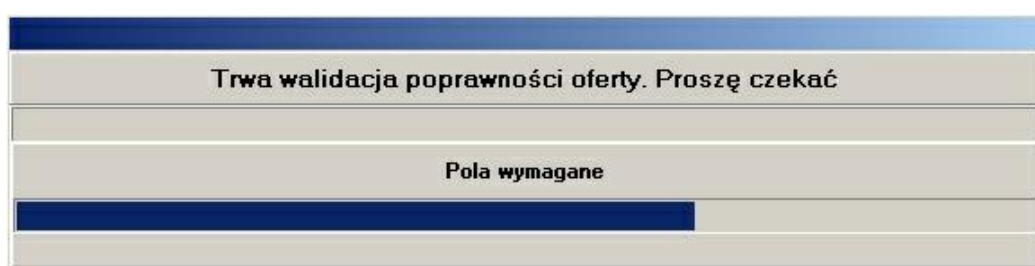 Trwa walidacja poprawności oferty. Proszę czekać
Pola wymagane